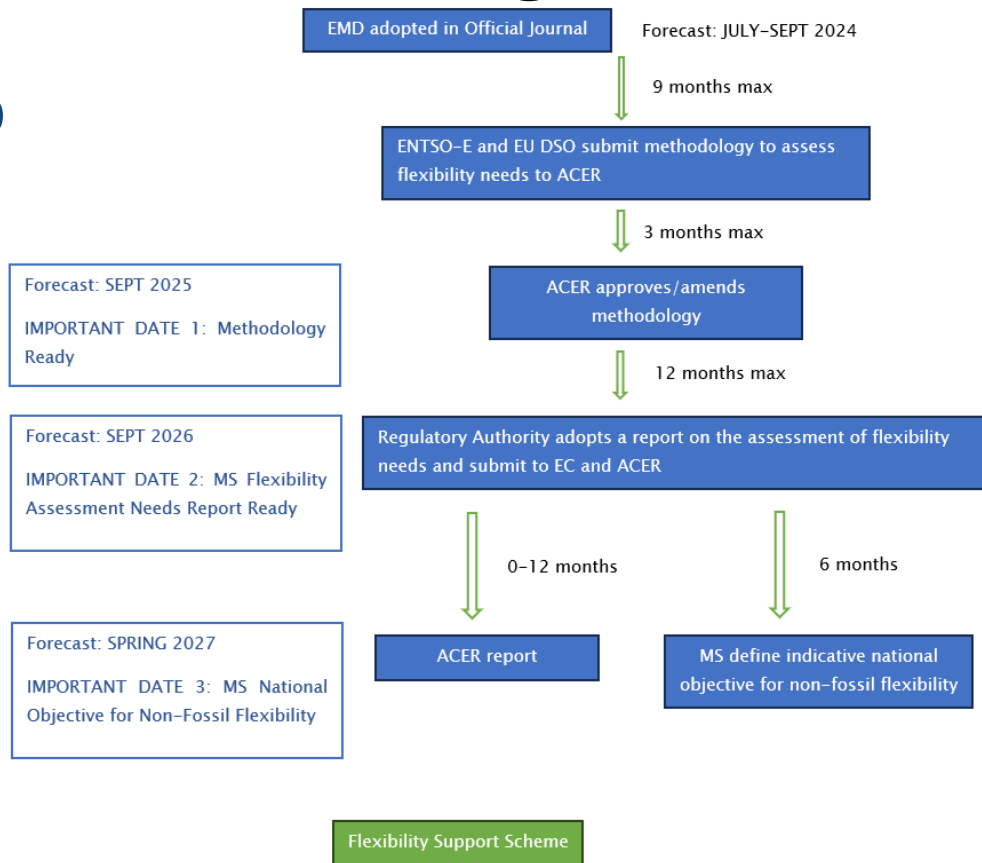 EMD adopted in Official Journal
Forecast: JULY-SEPT 2024
9 months max
ENTSO-E and EU DSO submit methodology to assess
flexibility needs to ACER
3 months max
Forecast: SEPT 2025
IMPORTANT DATE 1: Methodology
Ready
ACER approves/amends
methodology
12 months max
Forecast: SEPT 2026
IMPORTANT DATE 2: MS Flexibility
Assessment Needs Report Ready
Regulatory Authority adopts a report on the assessment of flexibility
needs and submit to EC and ACER
0-12 months
6 months
Forecast: SPRING 2027
IMPORTANT DATE 3: MS National
Objective for Non-Fossil Flexibility
ACER report
MS define indicative national
objective for non-fossil flexibility
Flexibility Support Scheme